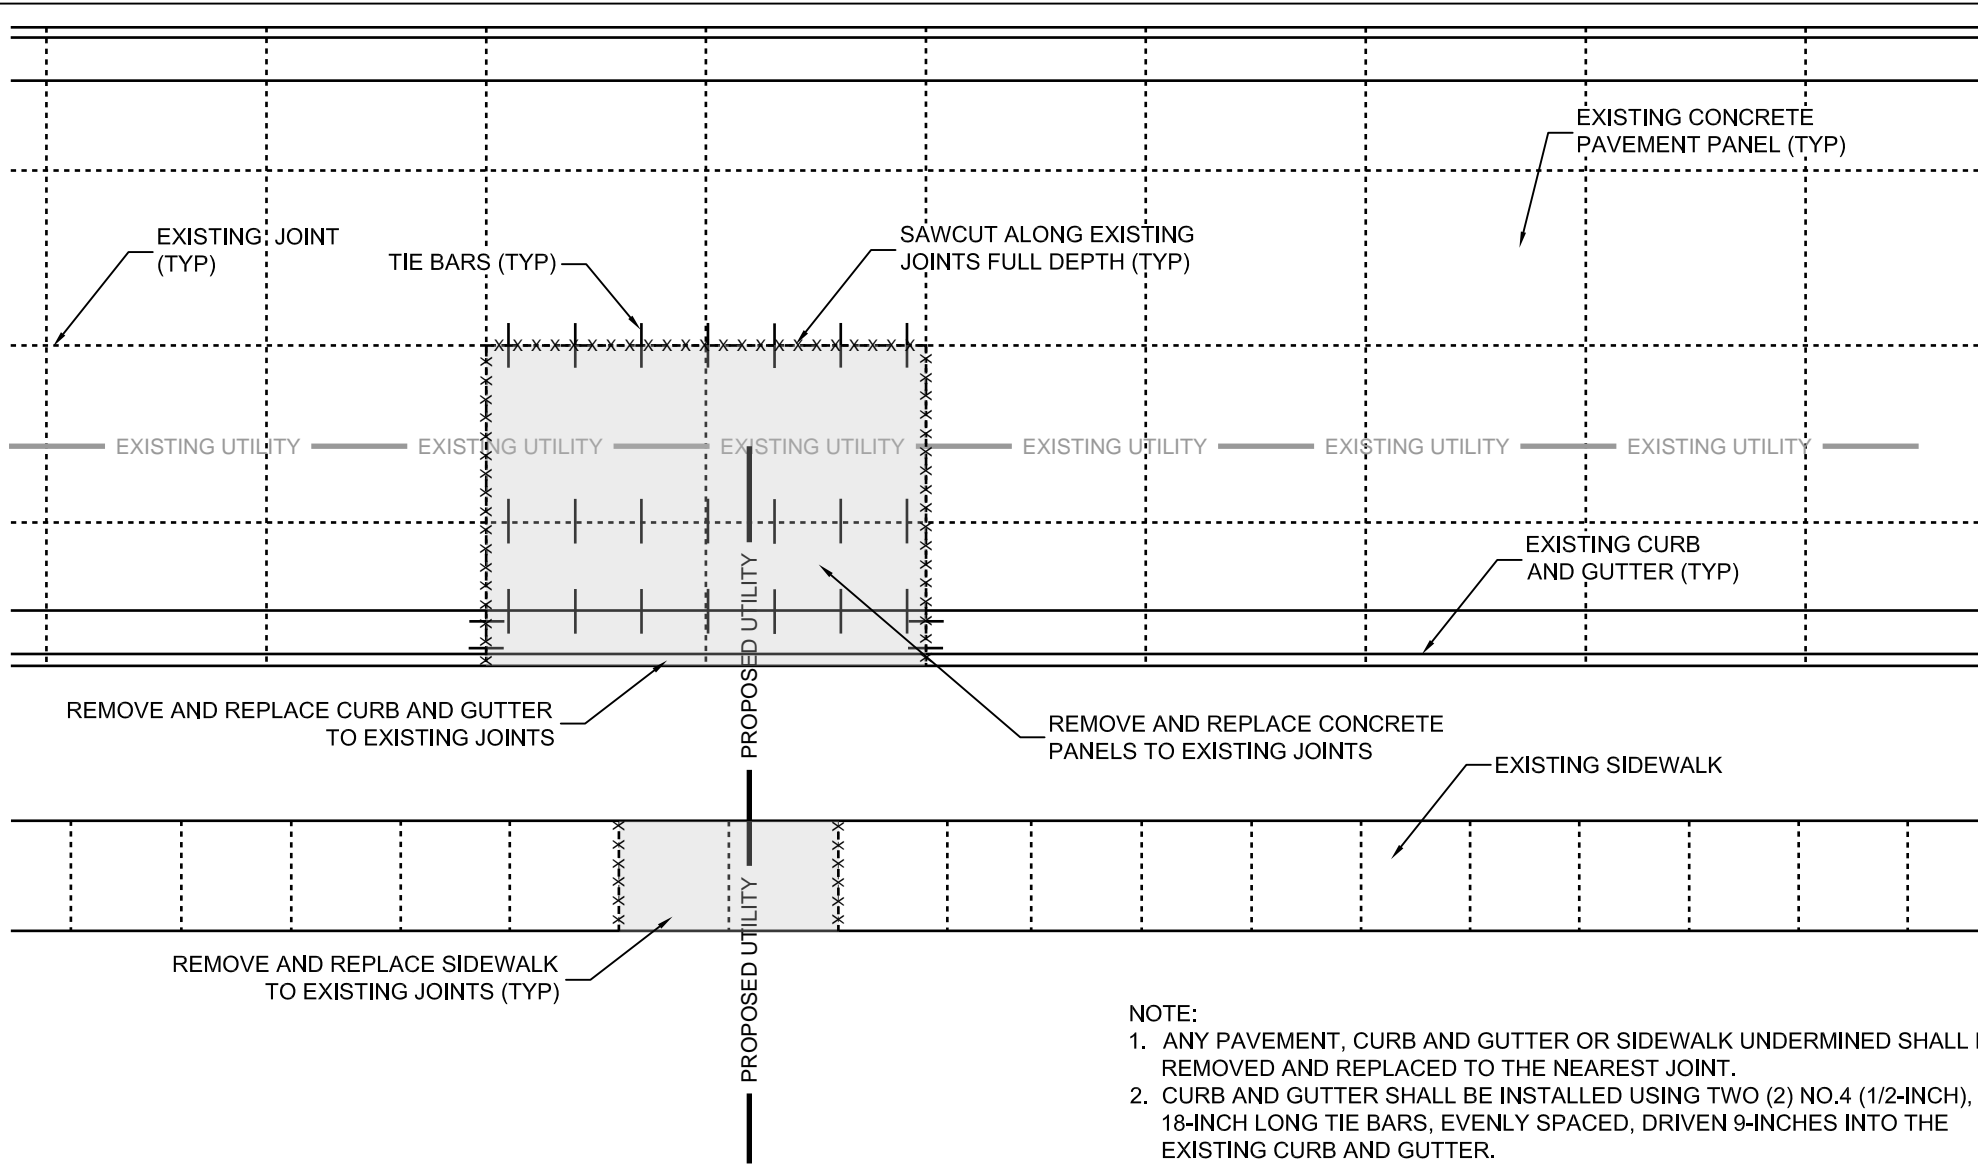 EXISTING CONCRETE
PAVEMENT PANEL (TYP)
EXISTING JOINT
(TYP)
TIE BARS (TYP)
SAWCUT ALONG EXISTING
JOINTS FULL DEPTH (TYP)
EXISTING UTILITY EXISTING UTILITY EXISTING UTILITY EXISTING UTILITY EXISTING UTILITY EXISTING UTILITY
EXISTING CURB
AND GUTTER (TYP)
PROPOSED UTILITY
REMOVE AND REPLACE CURB AND GUTTER
TO EXISTING JOINTS
REMOVE AND REPLACE CONCRETE
PANELS TO EXISTING JOINTS
EXISTING SIDEWALK
PROPOSED UTILITY
REMOVE AND REPLACE SIDEWALK
TO EXISTING JOINTS (TYP)
NOTE:
1. ANY PAVEMENT, CURB AND GUTTER OR SIDEWALK UNDERMINED SHALL
REMOVED AND REPLACED TO THE NEAREST JOINT.
2. CURB AND GUTTER SHALL BE INSTALLED USING TWO (2) NO.4 (1/2-INCH),
18-INCH LONG TIE BARS, EVENLY SPACED, DRIVEN 9-INCHES INTO THE
EXISTING CURB AND GUTTER.